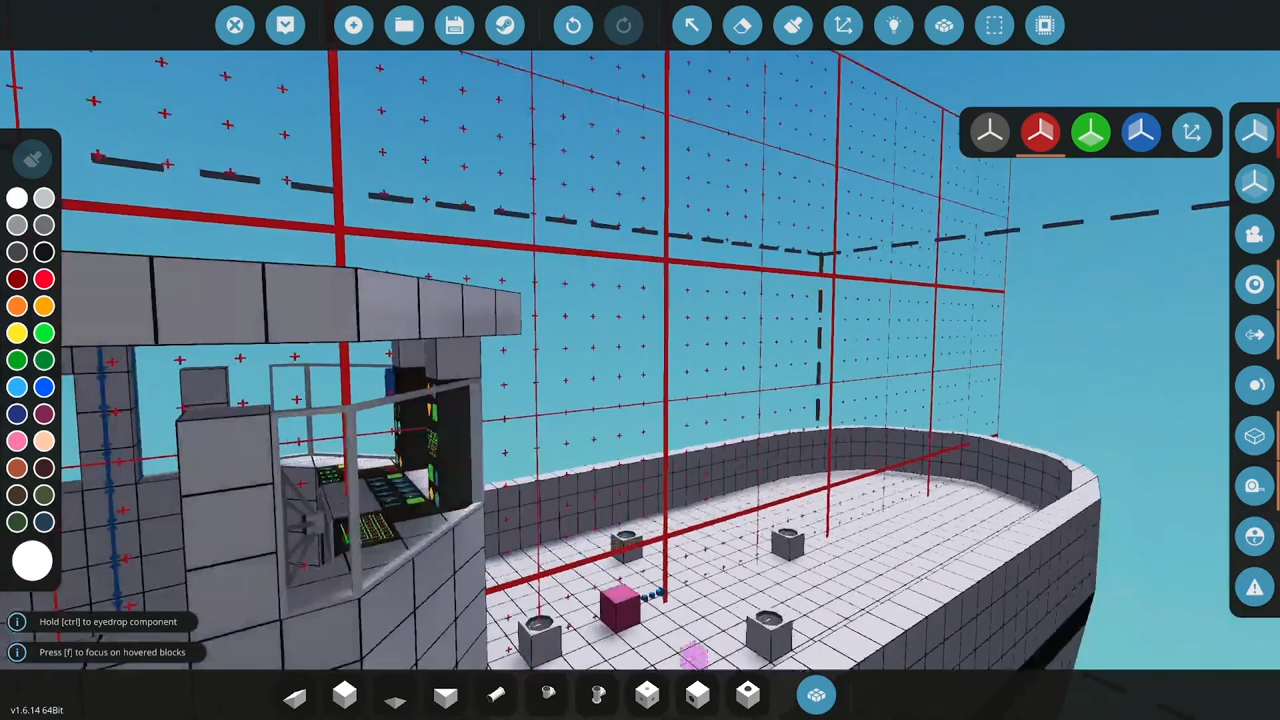 Hold [ctrl] to eyedrop component
Press [f] to focus on hovered blocks
v1.6.14 64Bit